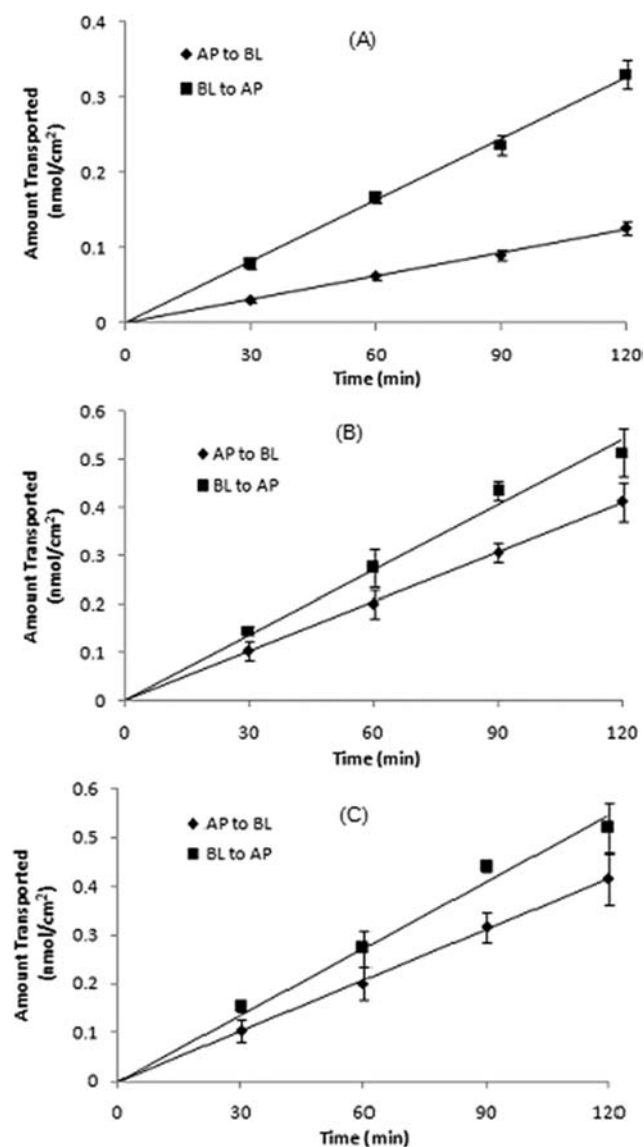 (A)
AP to BL
BL to AP
Amount Transported
(nmol/cm²)
0.4
0.3
0.2
0.1
0
0 30 60 90 120
Time (min)
(B)
AP to BL
BL to AP
Amount Transported
(nmol/cm²)
0.6
0.5
0.4
0.3
0.2
0.1
0
0 30 60 90 120
Time (min)
(C)
AP to BL
BL to AP
Amount Transported
(nmol/cm²)
0.6
0.5
0.4
0.3
0.2
0.1
0
0 30 60 90 120
Time (min)